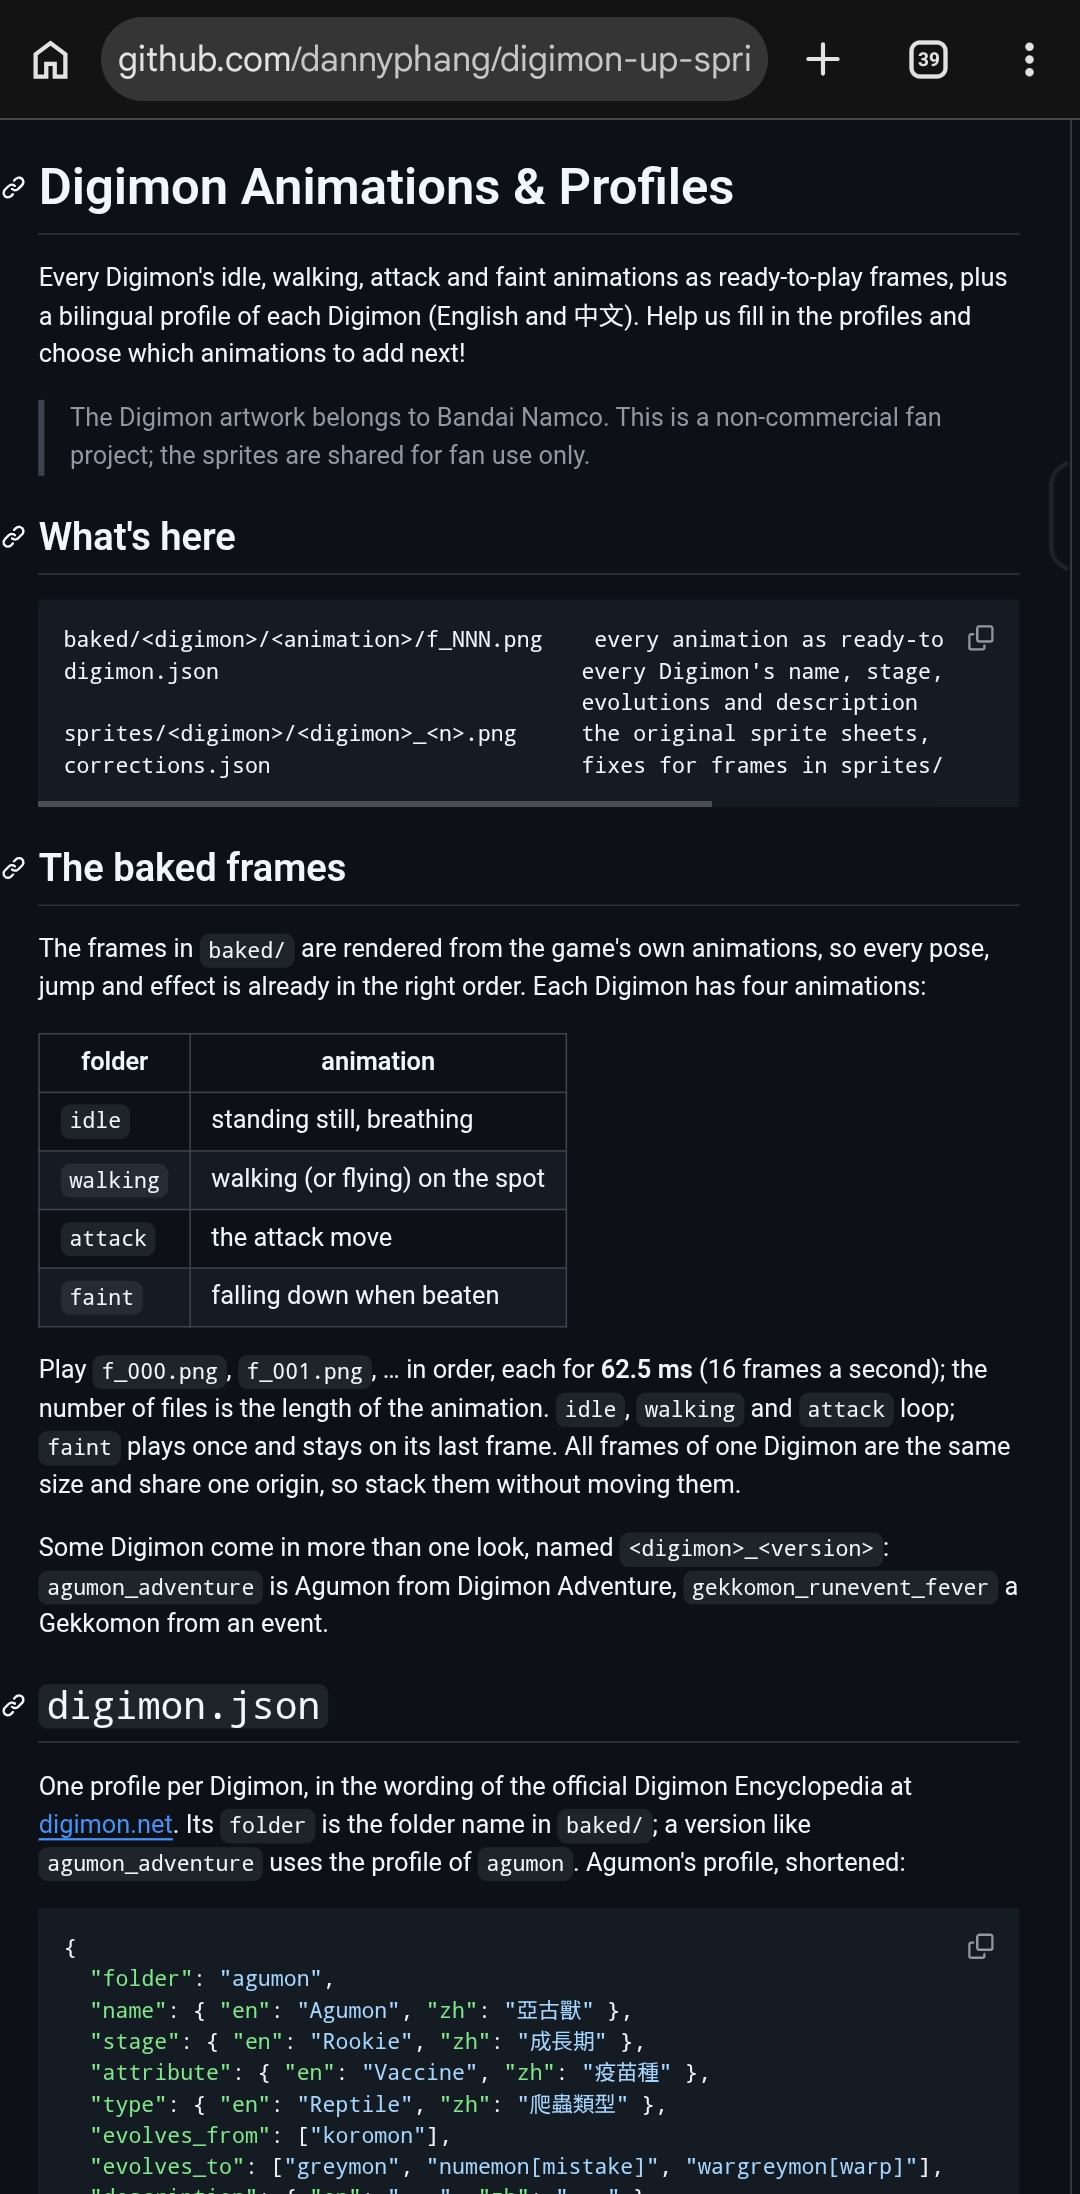 github.com/dannyphang/digimon-up-spri
39
Digimon Animations & Profiles
Every Digimon's idle, walking, attack and faint animations as ready-to-play frames, plus
a bilingual profile of each Digimon (English and 中文). Help us fill in the profiles and
choose which animations to add next!
The Digimon artwork belongs to Bandai Namco. This is a non-commercial fan
project; the sprites are shared for fan use only.
What's here
baked/<digimon>/<animation>/f_NNN.png    every animation as ready-to
digimon.json    every Digimon's name, stage,
evolutions and description
sprites/<digimon>/<digimon>_<n>.png    the original sprite sheets,
corrections.json    fixes for frames in sprites/
The baked frames
The frames in baked/ are rendered from the game's own animations, so every pose,
jump and effect is already in the right order. Each Digimon has four animations:
folder    animation
idle    standing still, breathing
walking    walking (or flying) on the spot
attack    the attack move
faint    falling down when beaten
Play f_000.png, f_001.png, … in order, each for 62.5 ms (16 frames a second); the
number of files is the length of the animation. idle, walking and attack loop;
faint plays once and stays on its last frame. All frames of one Digimon are the same
size and share one origin, so stack them without moving them.
Some Digimon come in more than one look, named <digimon>_<version>:
agumon_adventure is Agumon from Digimon Adventure, gekkomon_runevent_fever a
Gekkomon from an event.
digimon.json
One profile per Digimon, in the wording of the official Digimon Encyclopedia at
digimon.net. Its folder is the folder name in baked/; a version like
agumon_adventure uses the profile of agumon. Agumon's profile, shortened:
{
"folder": "agumon",
"name": { "en": "Agumon", "zh": "亞古獸" },
"stage": { "en": "Rookie", "zh": "成長期" },
"attribute": { "en": "Vaccine", "zh": "疫苗種" },
"type": { "en": "Reptile", "zh": "爬蟲類型" },
"evolves_from": ["koromon"],
"evolves_to": ["greymon", "numemon[mistake]", "wargreymon[warp]"],